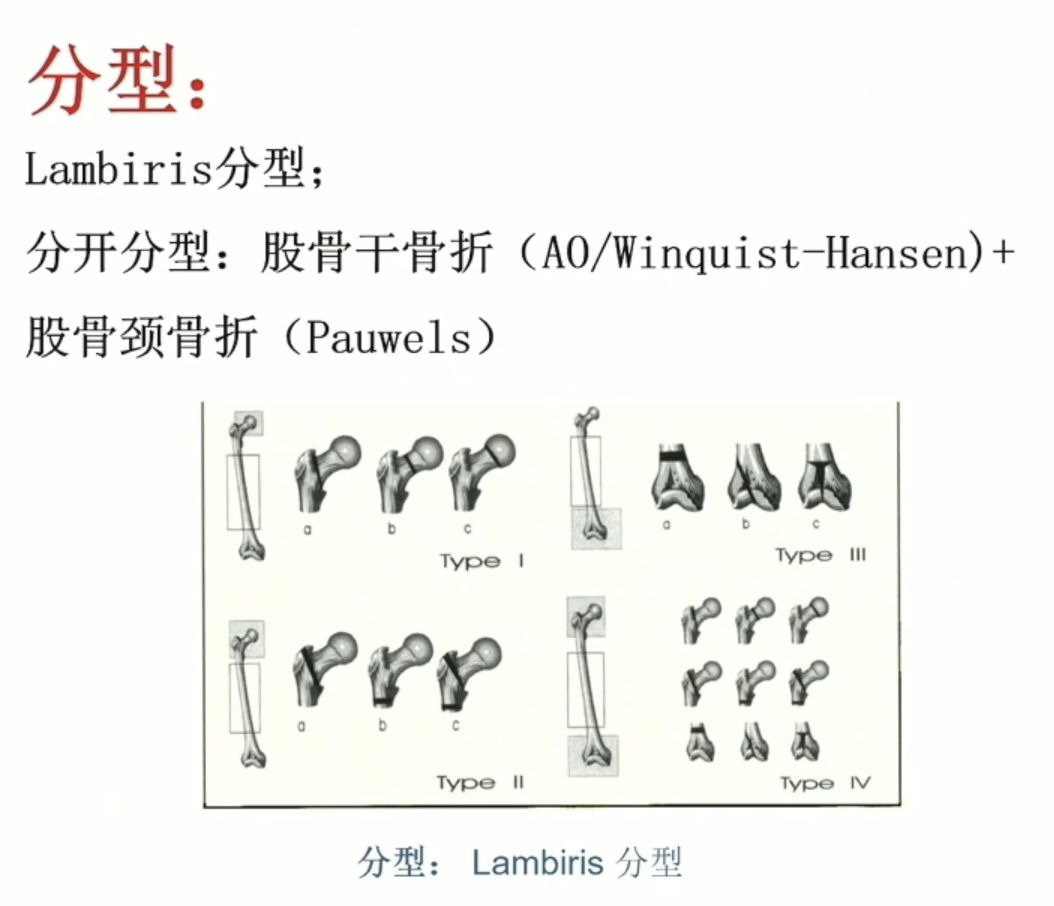 分型：
Lambiris分型；
分开分型：股骨干骨折（AO/Winquist-Hansen)+
股骨颈骨折（Pauwels）
a b c
Type I
a b c
Type III
a b c
Type II
Type IV
分型： Lambiris 分型